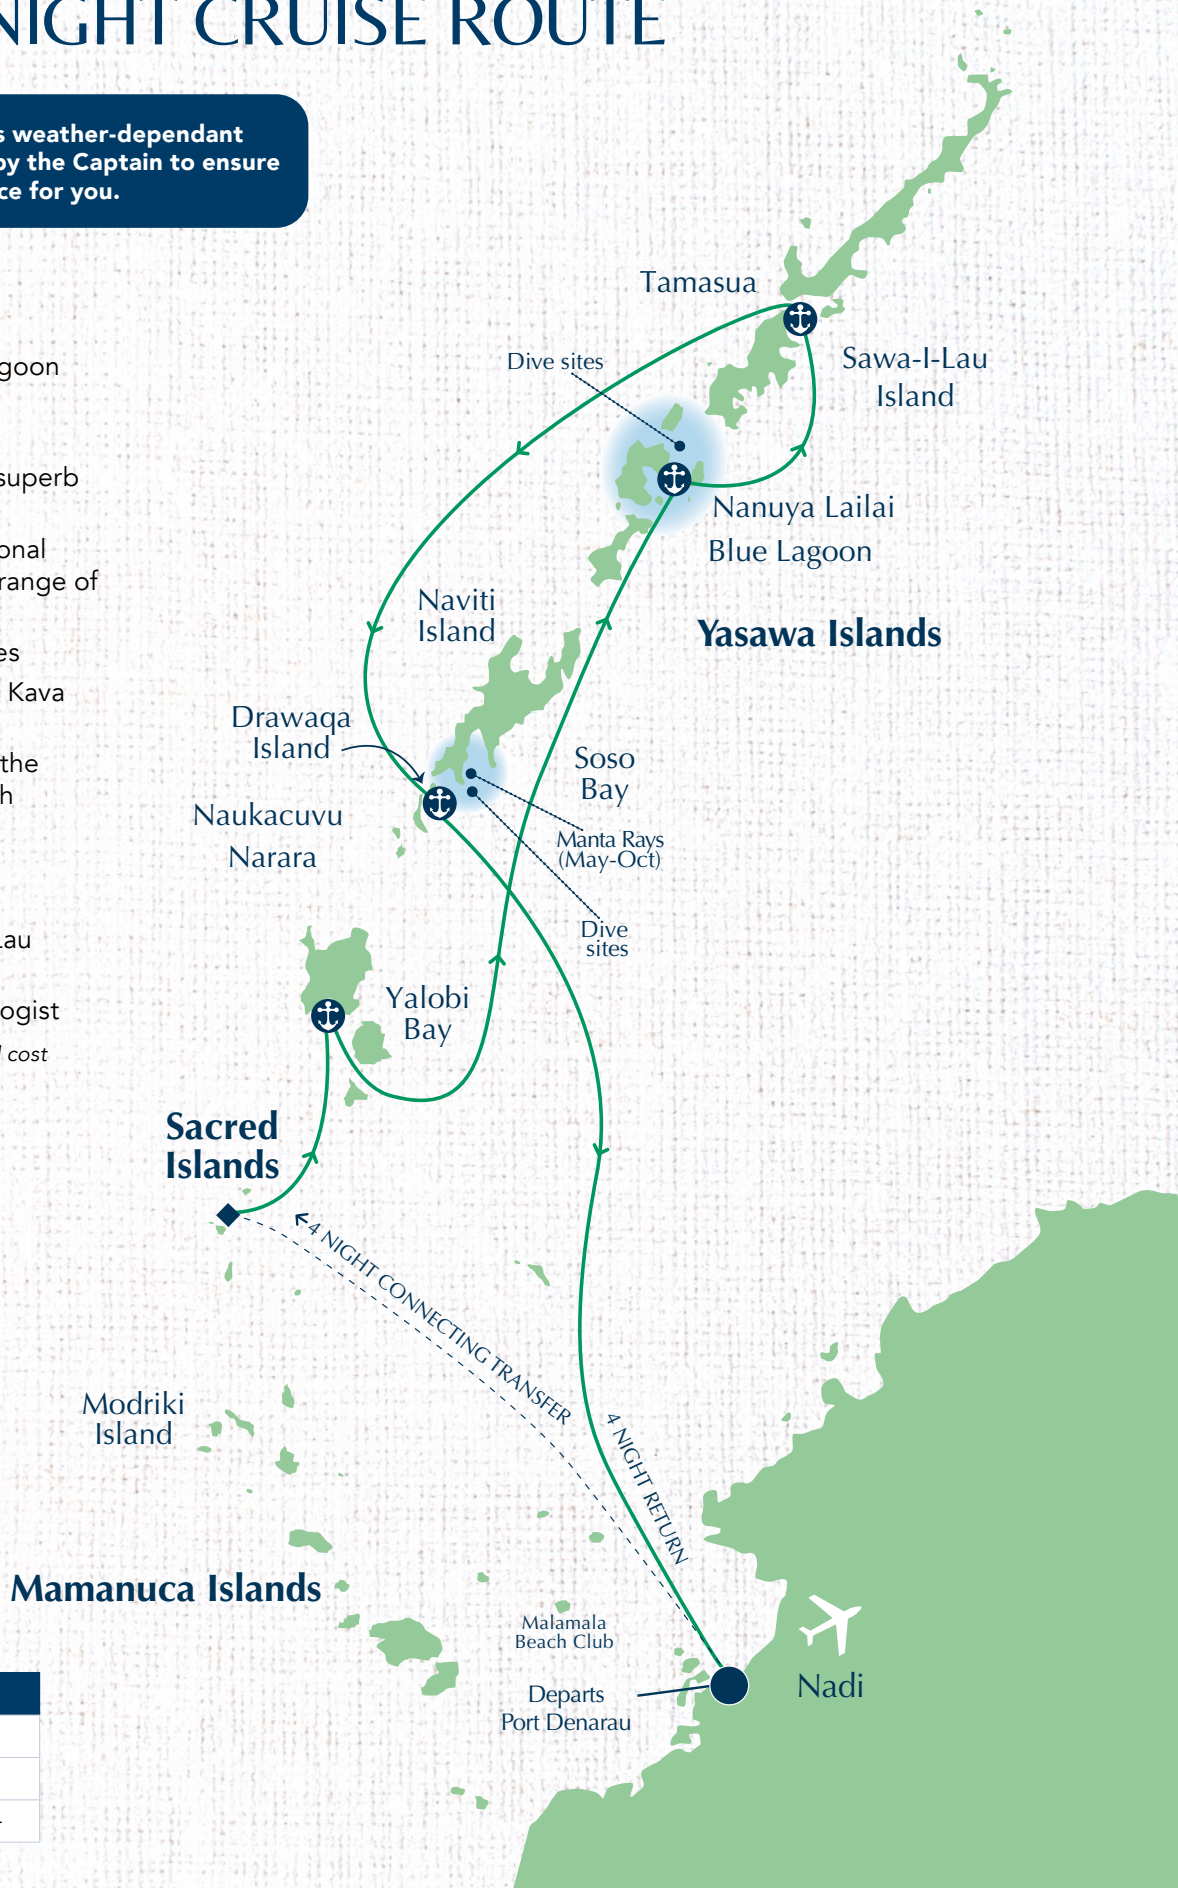 NIGHT CRUISE ROUTE
s weather-dependant
by the Captain to ensure
ce for you.
goon
superb
onal
range of
es
Kava
the
h
Lau
ogist
l cost
Tamasua
Dive sites
Sawa-I-Lau
Island
Nanuya Lailai
Blue Lagoon
Naviti
Island
Yasawa Islands
Drawaqa
Island
Soso
Bay
Naukacuvu
Narara
Manta Rays
(May-Oct)
Dive
sites
Yalobi
Bay
Sacred
Islands
4 NIGHT CONNECTING TRANSFER
4 NIGHT RETURN
Modriki
Island
Mamanuca Islands
Malamala
Beach Club
Departs
Port Denarau
Nadi